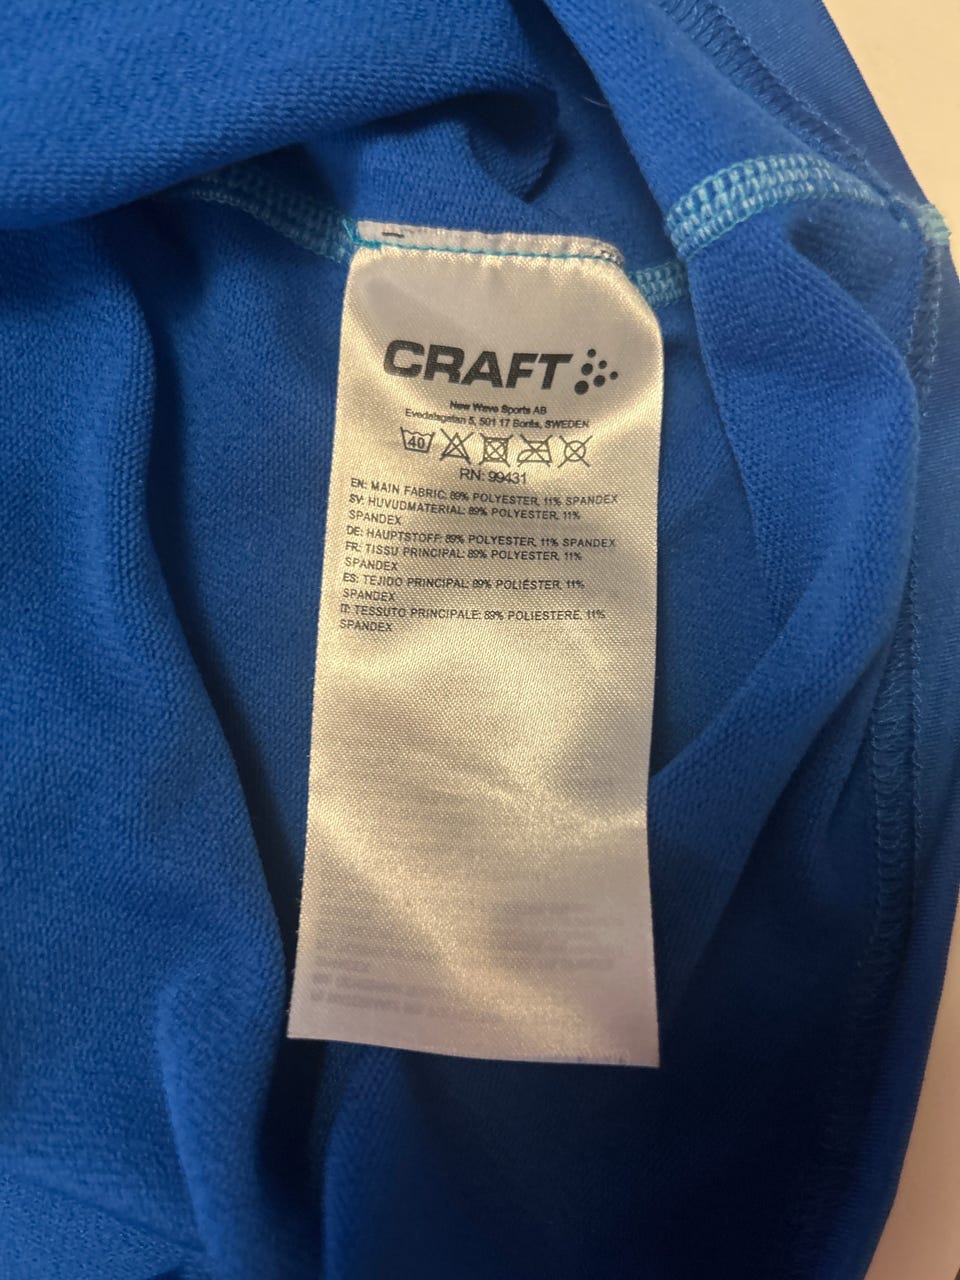 CRAFT
New Wave Sports AB
Evedalsgatan 5, 501 17 Borås, SWEDEN
40
RN: 99431
EN: MAIN FABRIC: 89% POLYESTER, 11% SPANDEX
SV: HUVUDMATERIAL: 89% POLYESTER, 11%
SPANDEX
DE: HAUPTSTOFF: 89% POLYESTER, 11% SPANDEX
FR: TISSU PRINCIPAL: 89% POLYESTER, 11%
SPANDEX
ES: TEJIDO PRINCIPAL: 89% POLIÉSTER, 11%
SPANDEX
IT: TESSUTO PRINCIPALE: 89% POLIESTERE, 11%
SPANDEX